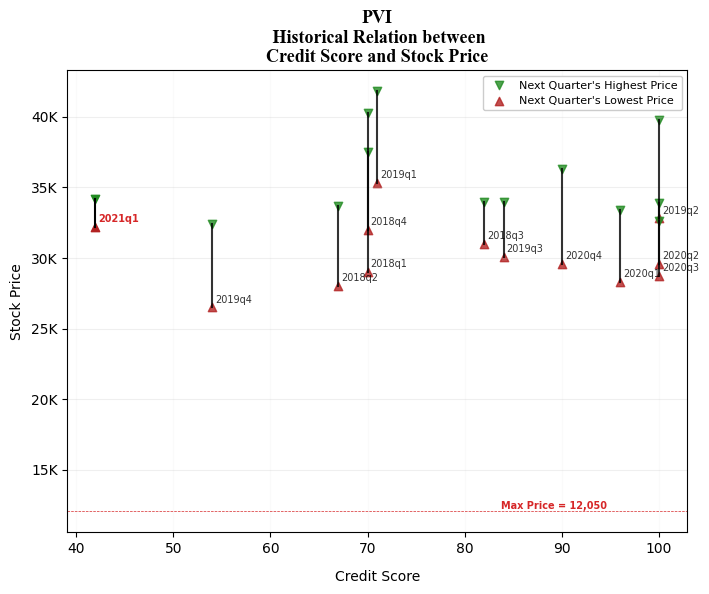 PVI
Historical Relation between
Credit Score and Stock Price
Next Quarter's Highest Price
Next Quarter's Lowest Price
40K
35K
30K
25K
20K
15K
Stock Price
2021q1
2019q4
2018q2
2018q4
2018q1
2019q1
2018q3
2019q3
2020q4
2020q1
2019q2
2020q2
2020q3
Max Price = 12,050
40
50
60
70
80
90
100
Credit Score